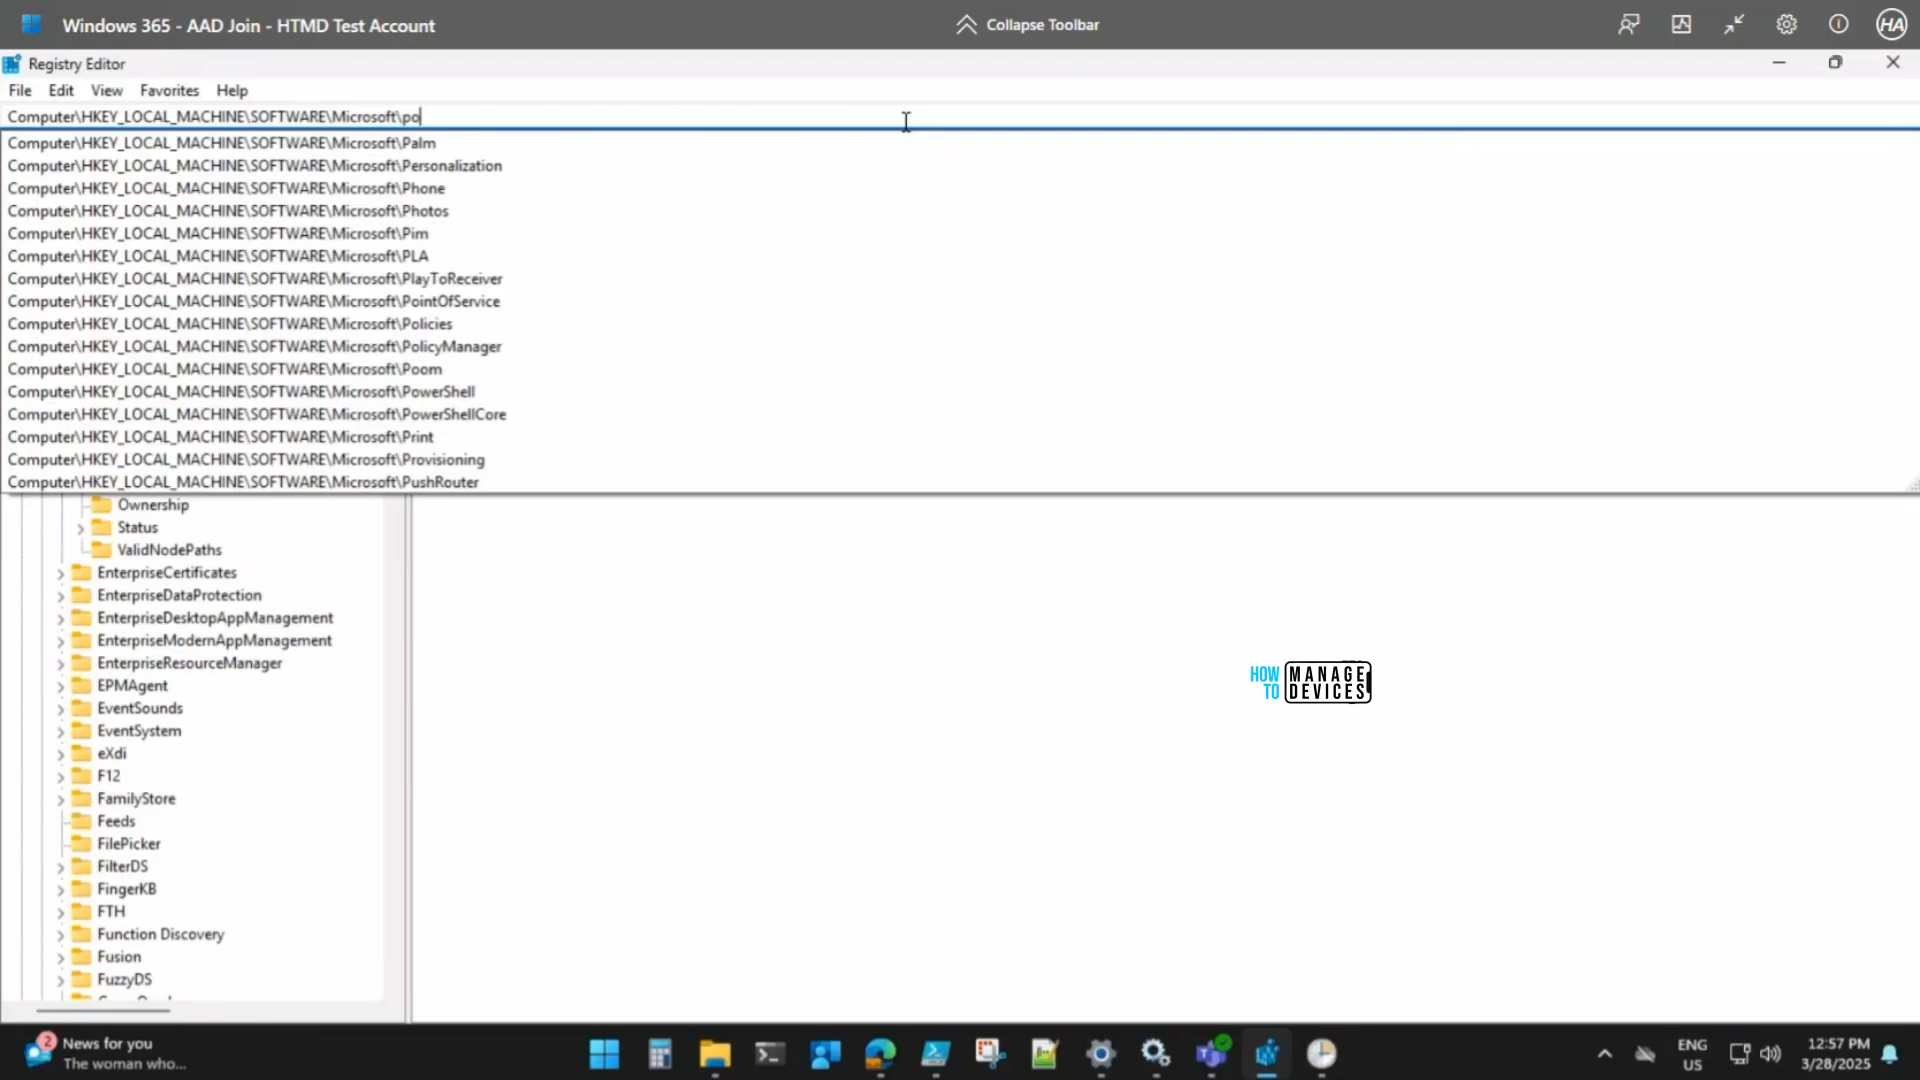 Windows 365 - AAD Join - HTMD Test Account
Collapse Toolbar
HA
Registry Editor
File Edit View Favorites Help
Computer\HKEY_LOCAL_MACHINE\SOFTWARE\Microsoft\po
Computer\HKEY_LOCAL_MACHINE\SOFTWARE\Microsoft\Palm
Computer\HKEY_LOCAL_MACHINE\SOFTWARE\Microsoft\Personalization
Computer\HKEY_LOCAL_MACHINE\SOFTWARE\Microsoft\Phone
Computer\HKEY_LOCAL_MACHINE\SOFTWARE\Microsoft\Photos
Computer\HKEY_LOCAL_MACHINE\SOFTWARE\Microsoft\Pim
Computer\HKEY_LOCAL_MACHINE\SOFTWARE\Microsoft\PLA
Computer\HKEY_LOCAL_MACHINE\SOFTWARE\Microsoft\PlayToReceiver
Computer\HKEY_LOCAL_MACHINE\SOFTWARE\Microsoft\PointOfService
Computer\HKEY_LOCAL_MACHINE\SOFTWARE\Microsoft\Policies
Computer\HKEY_LOCAL_MACHINE\SOFTWARE\Microsoft\PolicyManager
Computer\HKEY_LOCAL_MACHINE\SOFTWARE\Microsoft\Poom
Computer\HKEY_LOCAL_MACHINE\SOFTWARE\Microsoft\PowerShell
Computer\HKEY_LOCAL_MACHINE\SOFTWARE\Microsoft\PowerShellCore
Computer\HKEY_LOCAL_MACHINE\SOFTWARE\Microsoft\Print
Computer\HKEY_LOCAL_MACHINE\SOFTWARE\Microsoft\Provisioning
Computer\HKEY_LOCAL_MACHINE\SOFTWARE\Microsoft\PushRouter
Ownership
Status
ValidNodePaths
EnterpriseCertificates
EnterpriseDataProtection
EnterpriseDesktopAppManagement
EnterpriseModernAppManagement
EnterpriseResourceManager
EPMAgent
EventSounds
EventSystem
eXdi
F12
FamilyStore
Feeds
FilePicker
FilterDS
FingerKB
FTH
Function Discovery
Fusion
FuzzyDS
HOW TO
MANAGE DEVICES
2
News for you
The woman who...
ENG
US
12:57 PM
3/28/2025